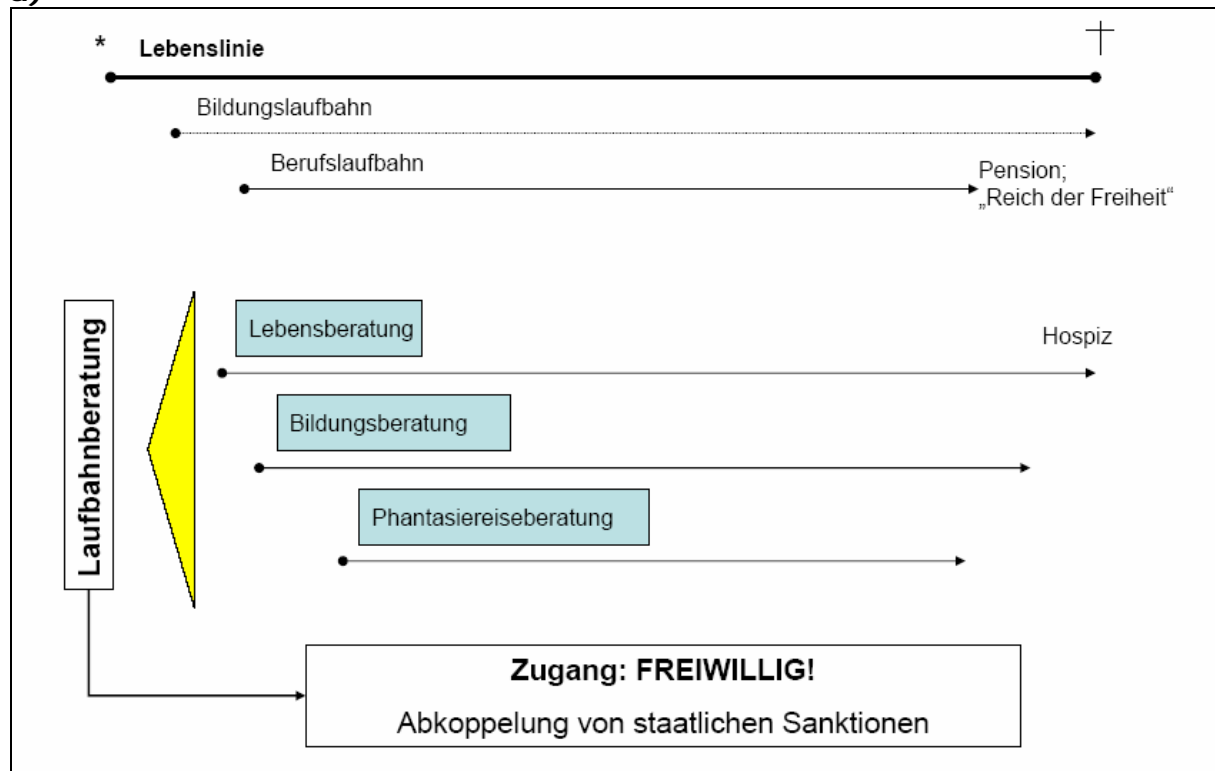 * Lebenslinie
Bildungslaufbahn
Berufslaufbahn
Pension;
„Reich der Freiheit“
Laufbahnberatung
Lebensberatung
Hospiz
Bildungsberatung
Phantasiereiseberatung
Zugang: FREIWILLIG!
Abkoppelung von staatlichen Sanktionen